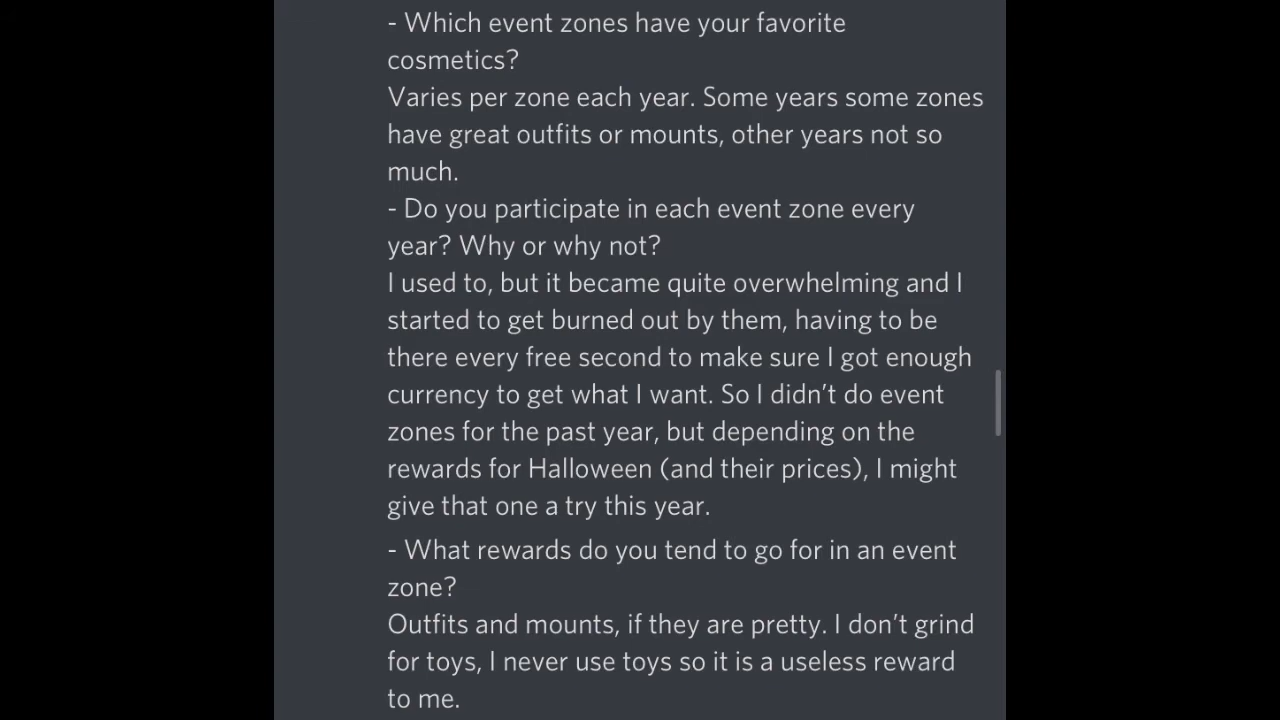 - Which event zones have your favorite
cosmetics?
Varies per zone each year. Some years some zones
have great outfits or mounts, other years not so
much.
- Do you participate in each event zone every
year? Why or why not?
I used to, but it became quite overwhelming and I
started to get burned out by them, having to be
there every free second to make sure I got enough
currency to get what I want. So I didn’t do event
zones for the past year, but depending on the
rewards for Halloween (and their prices), I might
give that one a try this year.
- What rewards do you tend to go for in an event
zone?
Outfits and mounts, if they are pretty. I don’t grind
for toys, I never use toys so it is a useless reward
to me.